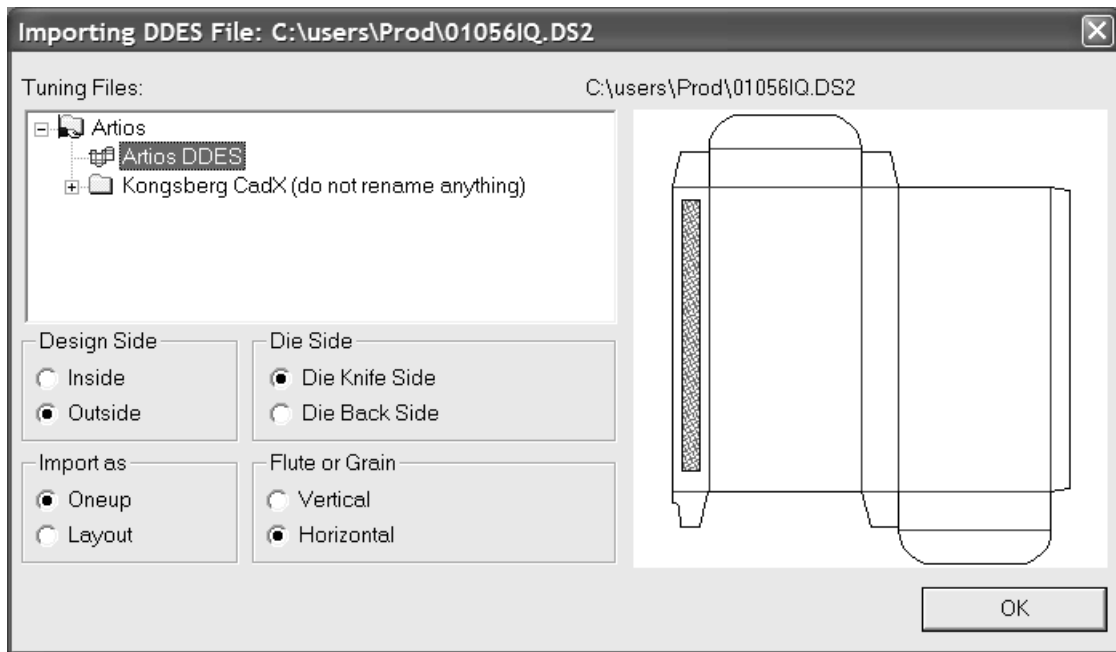 Importing DDES File: C:\users\Prod\01056IQ.DS2
Tuning Files:
C:\users\Prod\01056IQ.DS2
Artios
Artios DDES
Kongsberg CadX (do not rename anything)
Design Side
Inside
Outside
Die Side
Die Knife Side
Die Back Side
Import as
Oneup
Layout
Flute or Grain
Vertical
Horizontal
OK